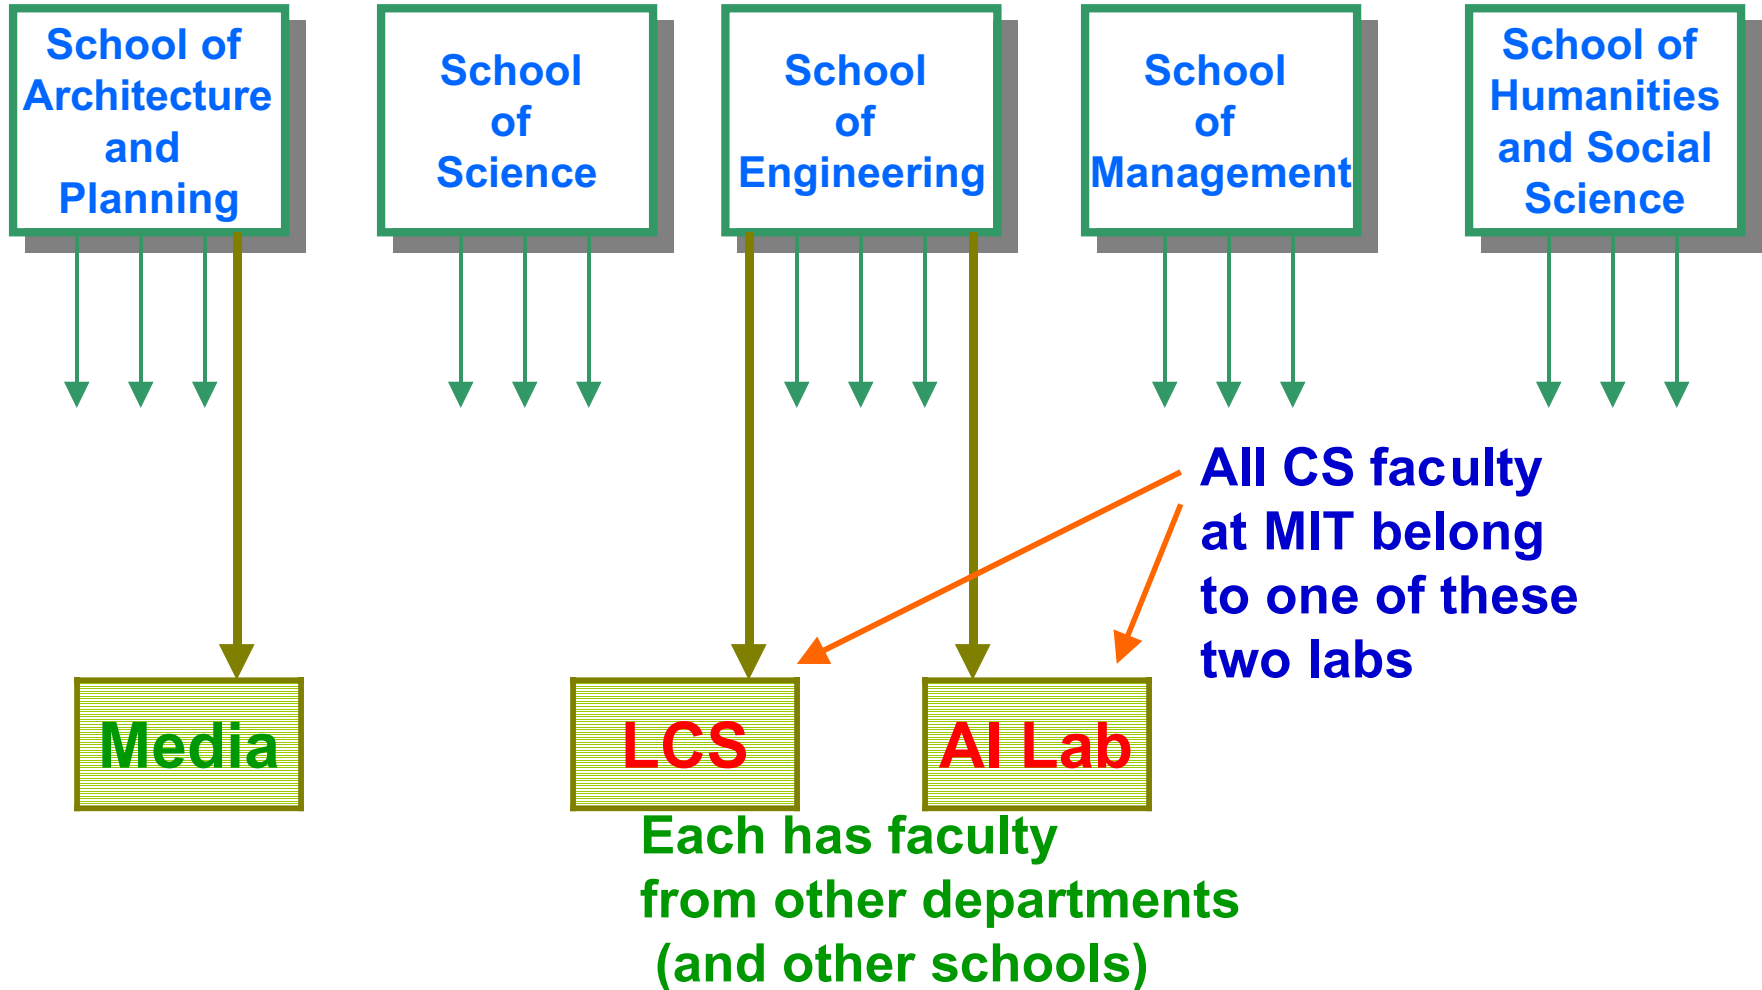 School of
Architecture
and
Planning
School
of
Science
School
of
Engineering
School
of
Management
School of
Humanities
and Social
Science
All CS faculty
at MIT belong
to one of these
two labs
Media
LCS
AI Lab
Each has faculty
from other departments
(and other schools)